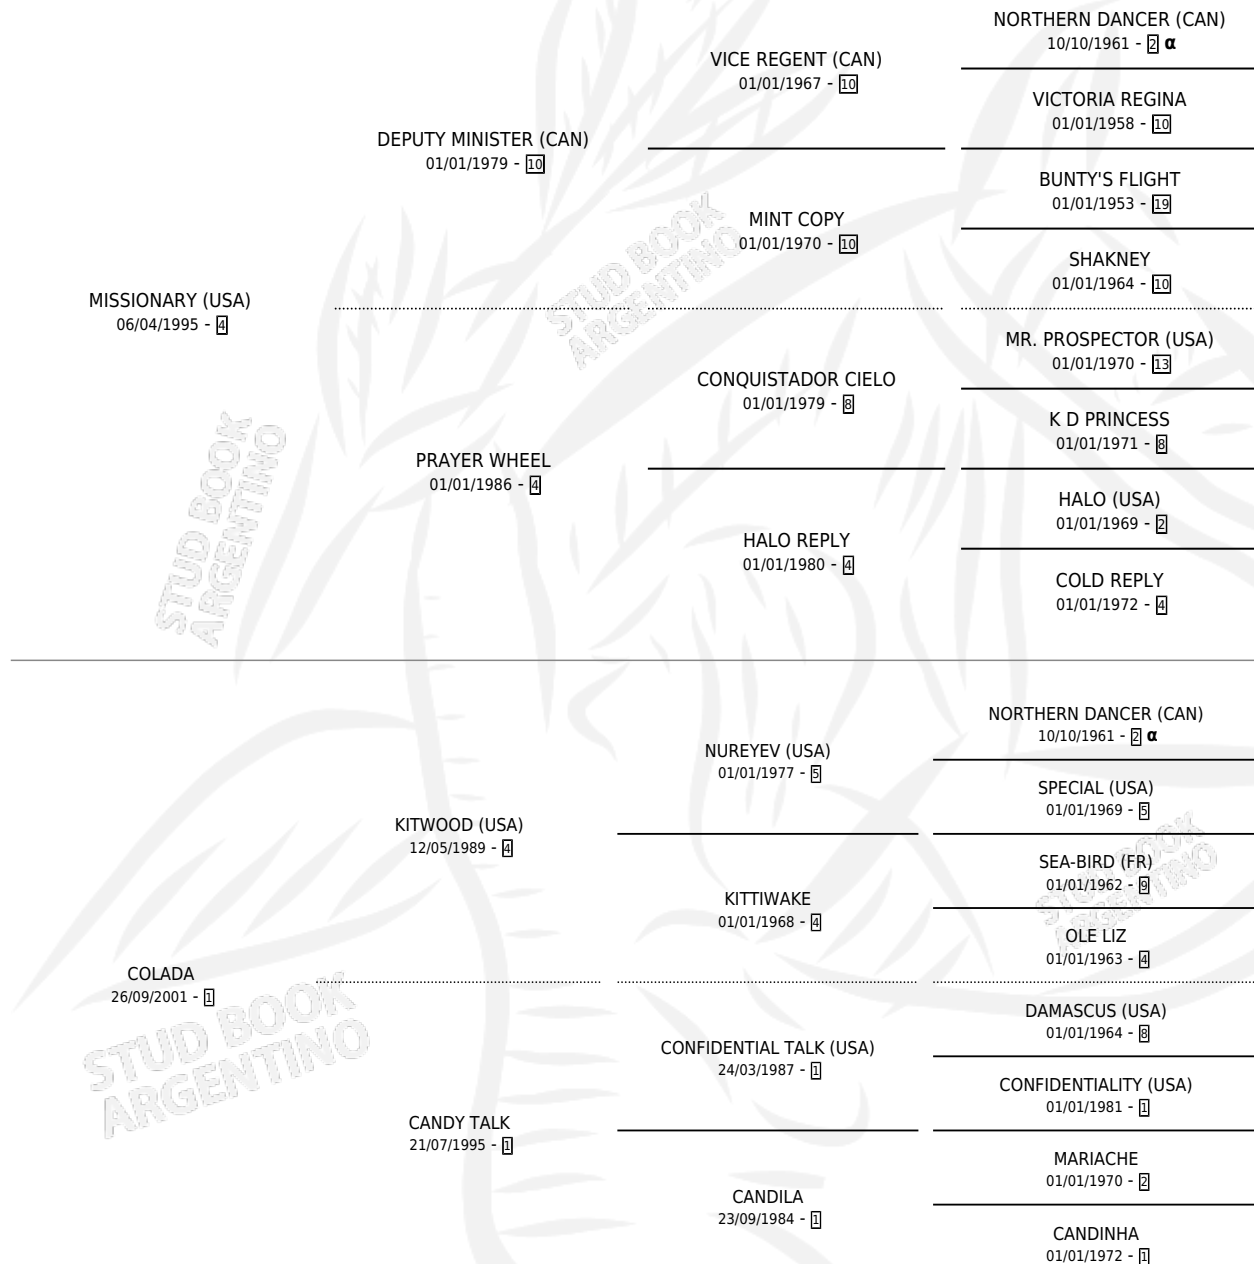 NORTHERN DANCER (CAN)
10/10/1961 - 2 α
VICE REGENT (CAN)
01/01/1967 - 10
VICTORIA REGINA
01/01/1958 - 10
DEPUTY MINISTER (CAN)
01/01/1979 - 10
BUNTY'S FLIGHT
01/01/1953 - 19
MINT COPY
01/01/1970 - 10
SHAKNEY
01/01/1964 - 10
MISSIONARY (USA)
06/04/1995 - 4
MR. PROSPECTOR (USA)
01/01/1970 - 13
CONQUISTADOR CIELO
01/01/1979 - 8
K D PRINCESS
01/01/1971 - 8
PRAYER WHEEL
01/01/1986 - 4
HALO (USA)
01/01/1969 - 2
HALO REPLY
01/01/1980 - 4
COLD REPLY
01/01/1972 - 4
STUD BOOK
ARGENTINO
STUD BOOK
ARGENTINO
NORTHERN DANCER (CAN)
10/10/1961 - 2 α
NUREYEV (USA)
01/01/1977 - 5
SPECIAL (USA)
01/01/1969 - 5
KITWOOD (USA)
12/05/1989 - 4
SEA-BIRD (FR)
01/01/1962 - 9
KITTIWAKE
01/01/1968 - 4
OLE LIZ
01/01/1963 - 4
COLADA
26/09/2001 - 1
DAMASCUS (USA)
01/01/1964 - 8
CONFIDENTIAL TALK (USA)
24/03/1987 - 1
CONFIDENTIALITY (USA)
01/01/1981 - 1
CANDY TALK
21/07/1995 - 1
MARIACHE
01/01/1970 - 2
CANDILA
23/09/1984 - 1
CANDINHA
01/01/1972 - 1
STUD BOOK
ARGENTINO
STUD BOOK
ARGENTINO